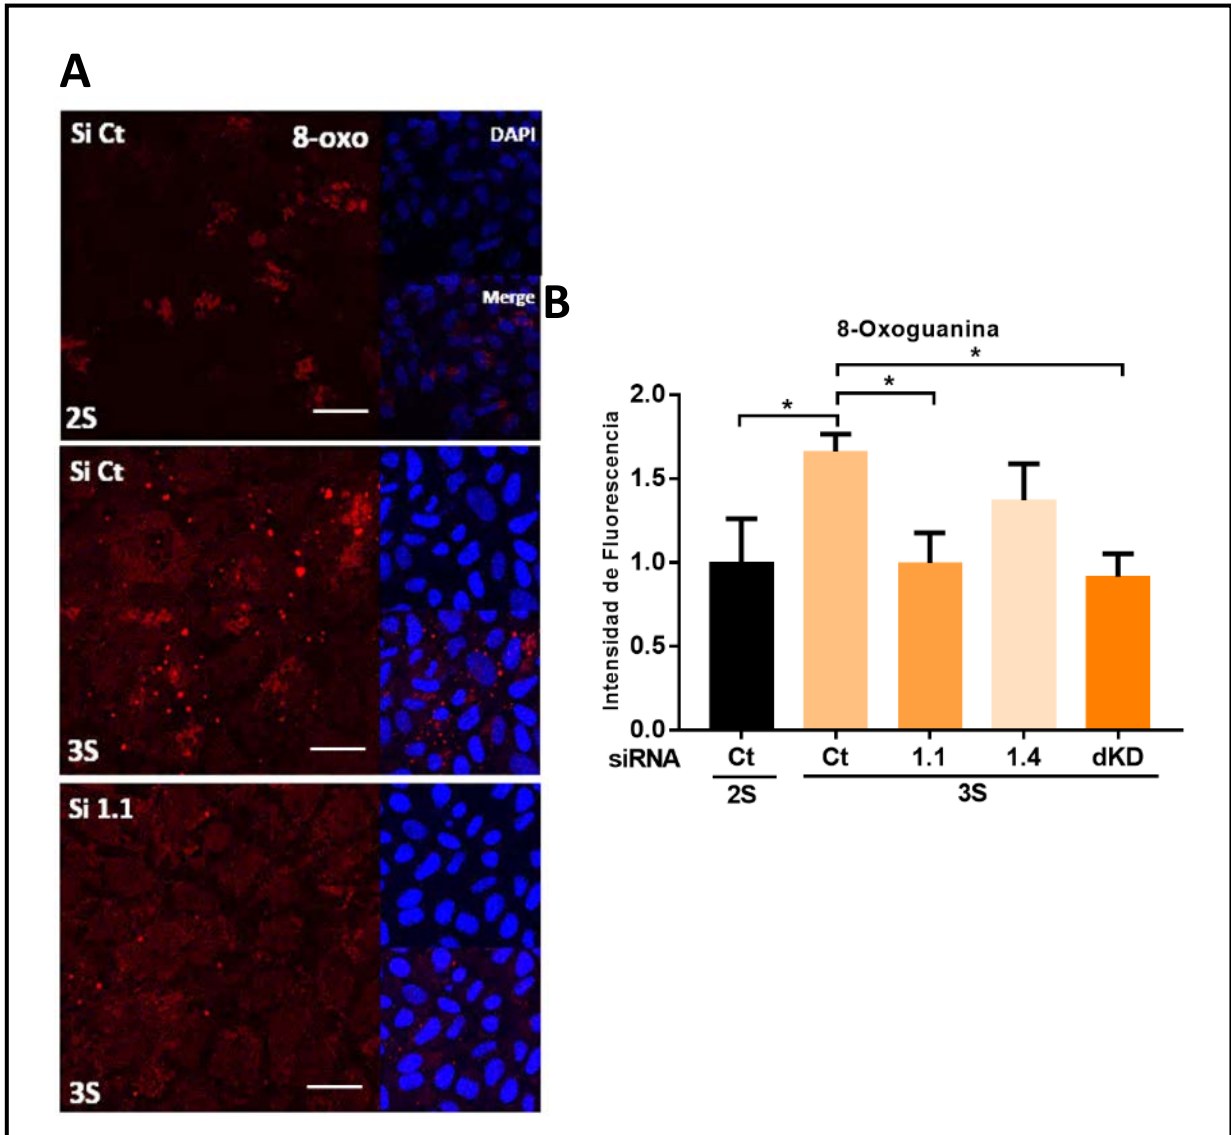 A
Si Ct
8-oxo
DAPI
Merge
2S
Si Ct
3S
Si 1.1
3S
B
8-Oxoguanina
*
*
*
Intensidad de Fluorescencia
2.0
1.5
1.0
0.5
0.0
siRNA Ct Ct 1.1 1.4 dKD
2S 3S